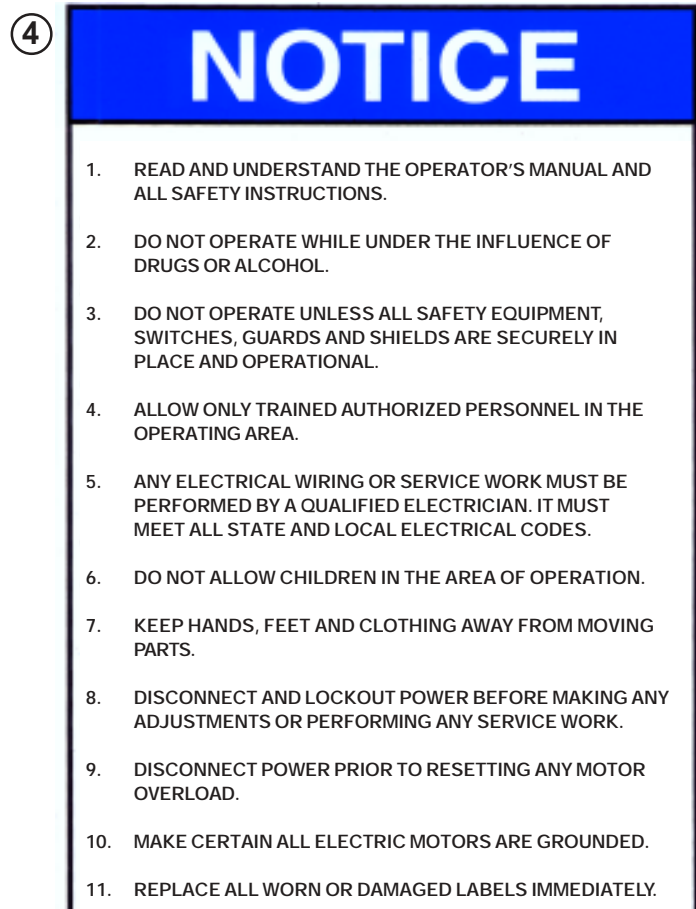 4
NOTICE
1. READ AND UNDERSTAND THE OPERATOR'S MANUAL AND
ALL SAFETY INSTRUCTIONS.
2. DO NOT OPERATE WHILE UNDER THE INFLUENCE OF
DRUGS OR ALCOHOL.
3. DO NOT OPERATE UNLESS ALL SAFETY EQUIPMENT,
SWITCHES, GUARDS AND SHIELDS ARE SECURELY IN
PLACE AND OPERATIONAL.
4. ALLOW ONLY TRAINED AUTHORIZED PERSONNEL IN THE
OPERATING AREA.
5. ANY ELECTRICAL WIRING OR SERVICE WORK MUST BE
PERFORMED BY A QUALIFIED ELECTRICIAN. IT MUST
MEET ALL STATE AND LOCAL ELECTRICAL CODES.
6. DO NOT ALLOW CHILDREN IN THE AREA OF OPERATION.
7. KEEP HANDS, FEET AND CLOTHING AWAY FROM MOVING
PARTS.
8. DISCONNECT AND LOCKOUT POWER BEFORE MAKING ANY
ADJUSTMENTS OR PERFORMING ANY SERVICE WORK.
9. DISCONNECT POWER PRIOR TO RESETTING ANY MOTOR
OVERLOAD.
10. MAKE CERTAIN ALL ELECTRIC MOTORS ARE GROUNDED.
11. REPLACE ALL WORN OR DAMAGED LABELS IMMEDIATELY.